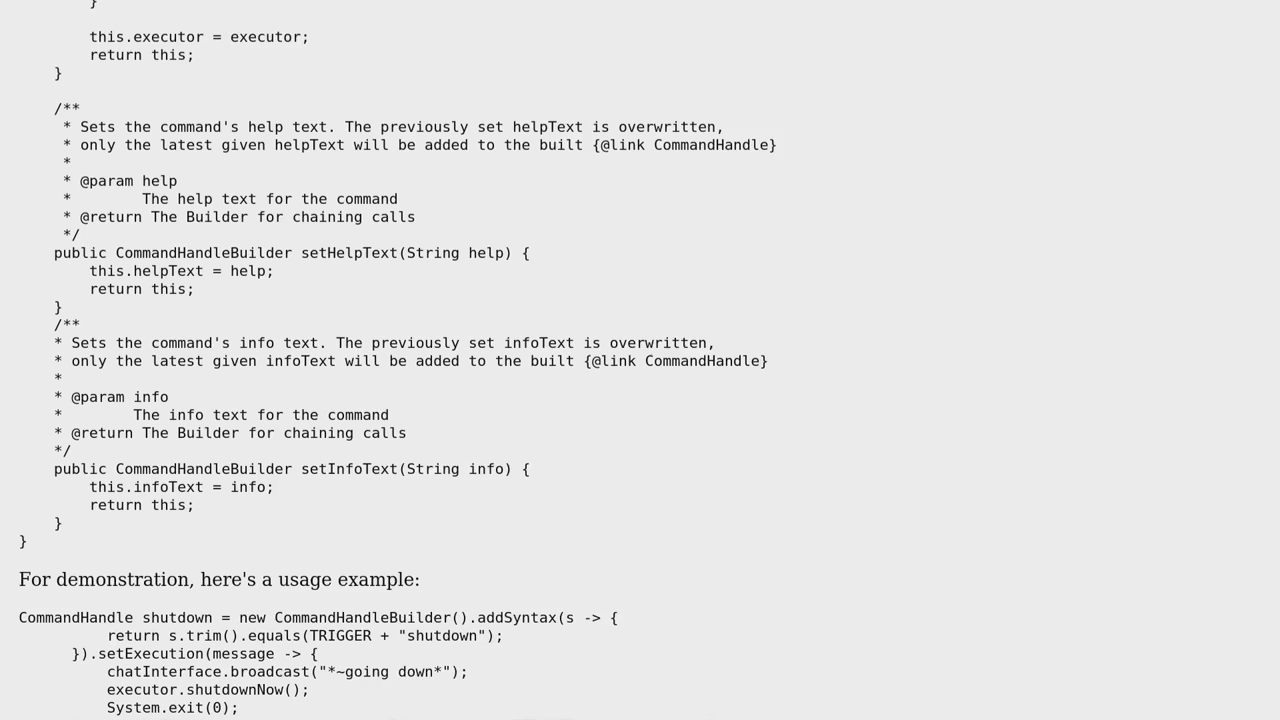 }
this.executor = executor;
return this;
}
/**
* Sets the command's help text. The previously set helpText is overwritten,
* only the latest given helpText will be added to the built {@link CommandHandle}
*
* @param help
*        The help text for the command
* @return The Builder for chaining calls
*/
public CommandHandleBuilder setHelpText(String help) {
this.helpText = help;
return this;
}
/**
* Sets the command's info text. The previously set infoText is overwritten,
* only the latest given infoText will be added to the built {@link CommandHandle}
*
* @param info
*        The info text for the command
* @return The Builder for chaining calls
*/
public CommandHandleBuilder setInfoText(String info) {
this.infoText = info;
return this;
}
}
For demonstration, here's a usage example:
CommandHandle shutdown = new CommandHandleBuilder().addSyntax(s -> {
return s.trim().equals(TRIGGER + "shutdown");
}).setExecution(message -> {
chatInterface.broadcast("*~going down*");
executor.shutdownNow();
System.exit(0);